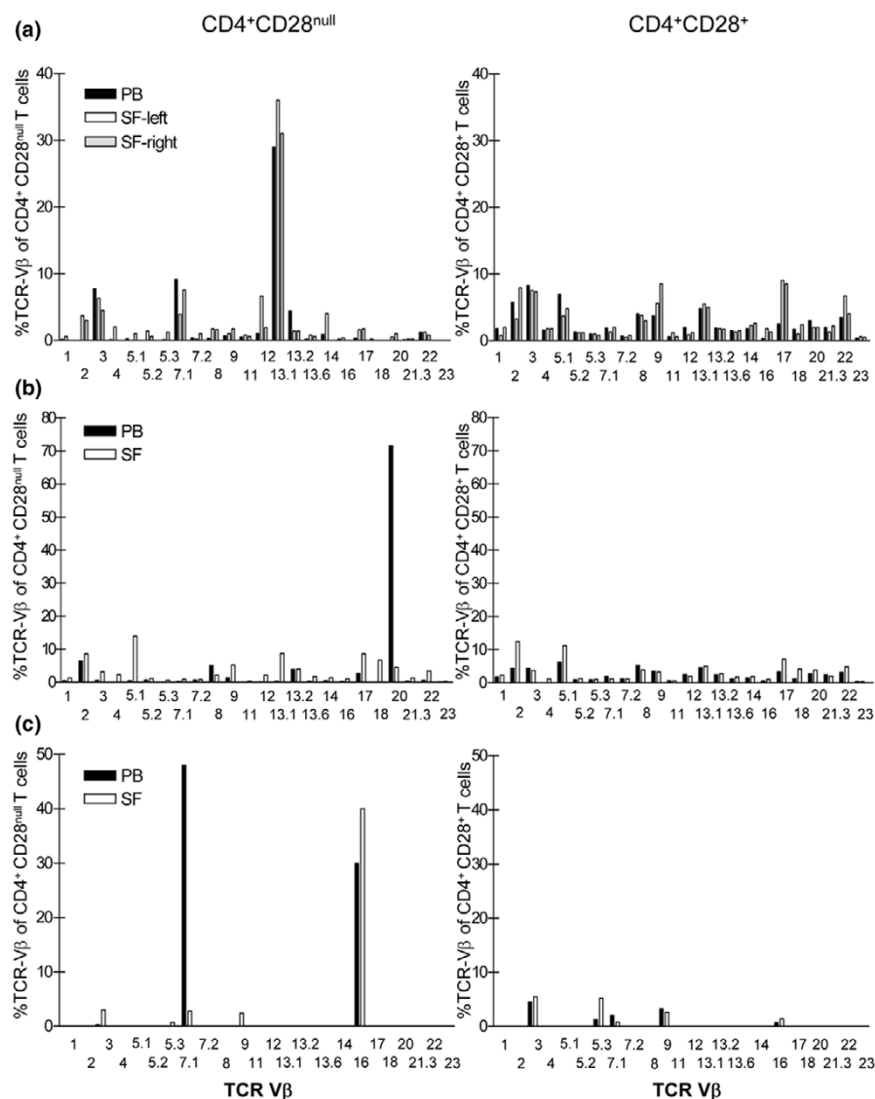 (a)
CD4⁺CD28ⁿᵘˡˡ
CD4⁺CD28⁺
%TCR-Vβ of CD4⁺ CD28ⁿᵘˡˡ T cells
40
30
20
10
0
PB
SF-left
SF-right
1 3 5.1 5.3 7.2 9 12 13.2 14 17 20 22
2 4 5.2 7.1 8 11 13.1 13.6 16 18 21.3 23
%TCR-Vβ of CD4⁺ CD28⁺ T cells
40
30
20
10
0
1 3 5.1 5.3 7.2 9 12 13.2 14 17 20 22
2 4 5.2 7.1 8 11 13.1 13.6 16 18 21.3 23
(b)
%TCR-Vβ of CD4⁺ CD28ⁿᵘˡˡ T cells
80
70
60
50
40
30
20
10
0
PB
SF
1 3 5.1 5.3 7.2 9 12 13.2 14 17 20 22
2 4 5.2 7.1 8 11 13.1 13.6 16 18 21.3 23
%TCR-Vβ of CD4⁺ CD28⁺ T cells
80
70
60
50
40
30
20
10
0
1 3 5.1 5.3 7.2 9 12 13.2 14 17 20 22
2 4 5.2 7.1 8 11 13.1 13.6 16 18 21.3 23
(c)
%TCR-Vβ of CD4⁺ CD28ⁿᵘˡˡ T cells
50
40
30
20
10
0
PB
SF
1 3 5.1 5.3 7.2 9 12 13.2 14 17 20 22
2 4 5.2 7.1 8 11 13.1 13.6 16 18 21.3 23
TCR Vβ
%TCR-Vβ of CD4⁺ CD28⁺ T cells
50
40
30
20
10
0
1 3 5.1 5.3 7.2 9 12 13.2 14 17 20 22
2 4 5.2 7.1 8 11 13.1 13.6 16 18 21.3 23
TCR Vβ